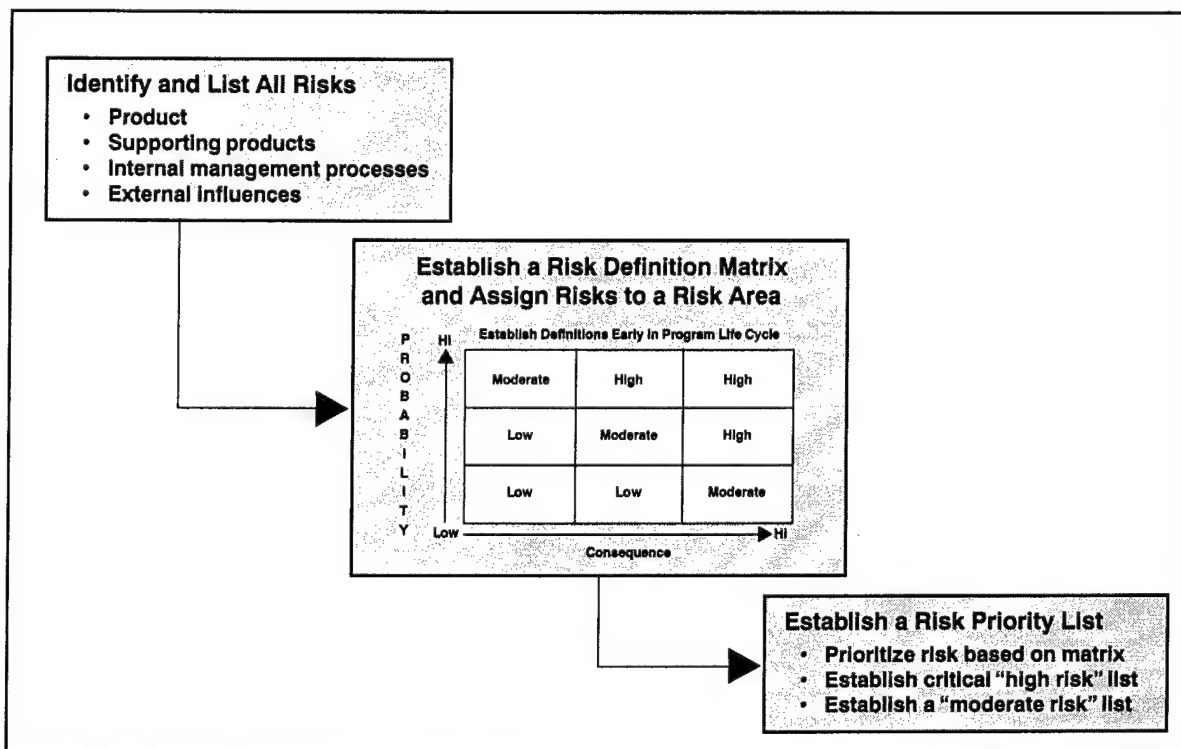 Identify and List All Risks
• Product
• Supporting products
• Internal management processes
• External influences
Establish a Risk Definition Matrix
and Assign Risks to a Risk Area
Establish Definitions Early in Program Life Cycle
PROBABILITY
Hi
Moderate High High
Low Moderate High
Low Low Moderate
Low
Hi
Consequence
Establish a Risk Priority List
• Prioritize risk based on matrix
• Establish critical “high risk” list
• Establish a “moderate risk” list